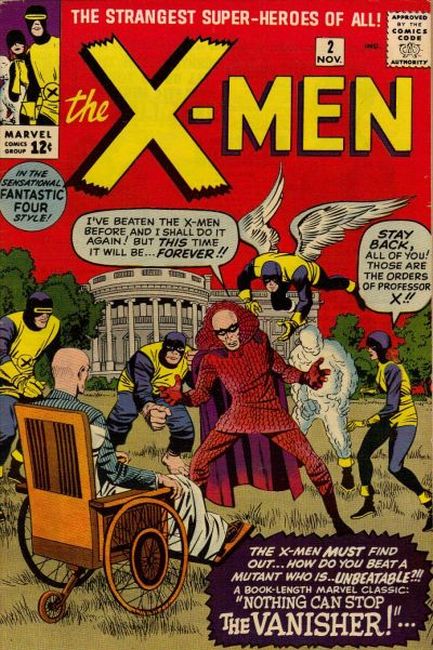 THE STRANGEST SUPER-HEROES OF ALL!
APPROVED
BY THE
COMICS
CODE
AUTHORITY
2
NOV.
IND.
the X-MEN
MARVEL
COMICS
GROUP 12¢
IN THE
SENSATIONAL
FANTASTIC
FOUR
STYLE!
I'VE BEATEN THE X-MEN
BEFORE, AND I SHALL DO IT
AGAIN! BUT THIS TIME
IT WILL BE...FOREVER!!
STAY
BACK,
ALL OF YOU!
THOSE ARE
THE ORDERS
OF PROFESSOR
X!!
THE X-MEN MUST FIND
OUT... HOW DO YOU BEAT A
MUTANT WHO IS..UNBEATABLE?!!
A BOOK-LENGTH MARVEL CLASSIC:
"NOTHING CAN STOP
THE VANISHER!"...